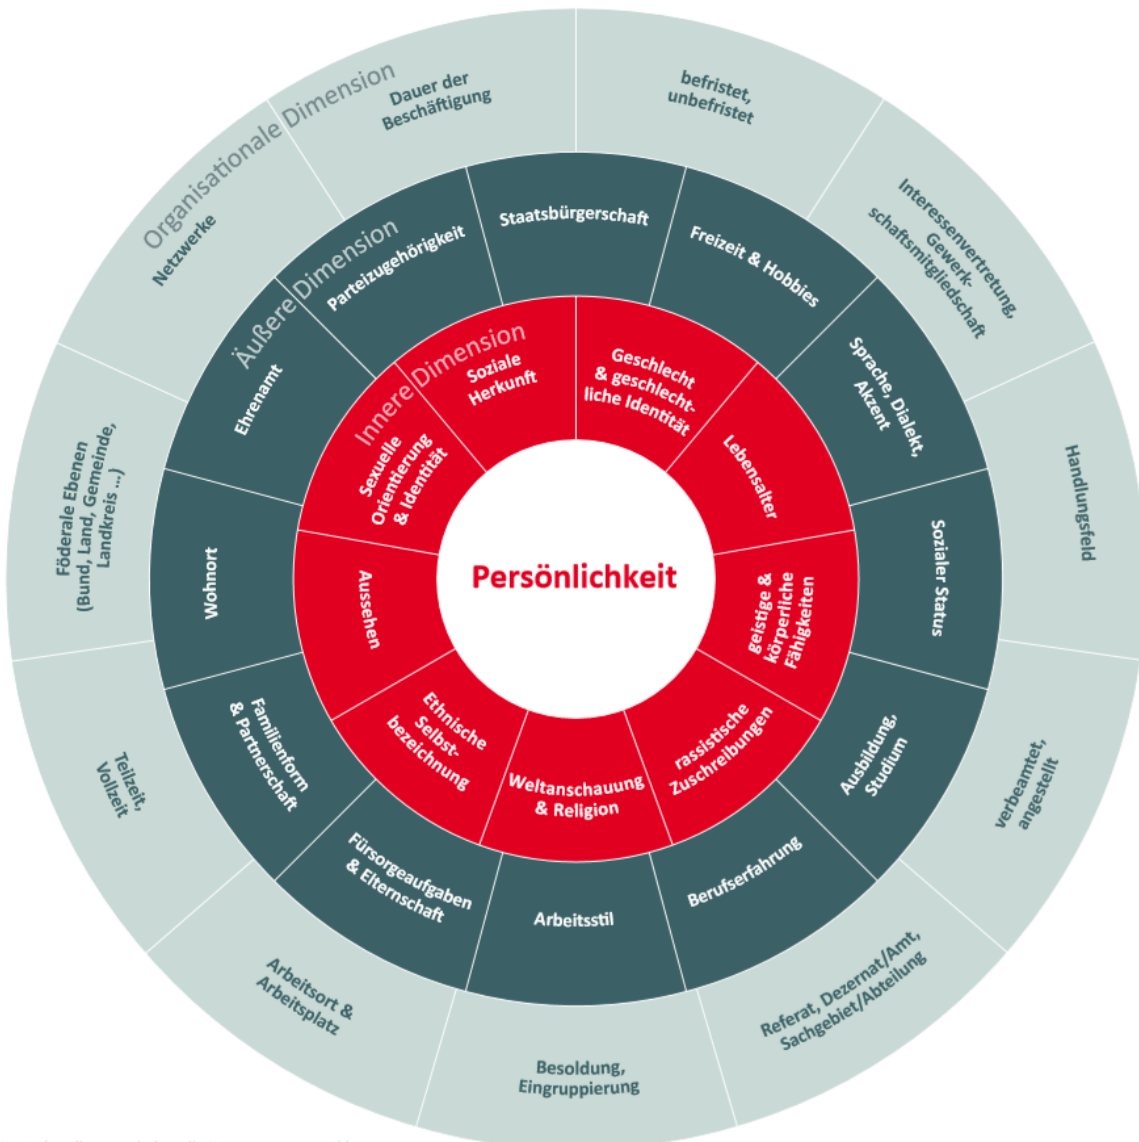 Organisationale Dimension
Dauer der
Beschäftigung
befristet,
unbefristet
Interessenvertretung,
Gewerk-
schaftsmitgliedschaft
Handlungsfeld
verbeamtet,
angestellt
Referat, Dezernat/Amt,
Sachgebiet/Abteilung
Besoldung,
Eingruppierung
Arbeitsort &
Arbeitsplatz
Teilzeit,
Vollzeit
Föderale Ebenen
(Bund, Land, Gemeinde,
Landkreis ...)
Netzwerke
Äußere Dimension
Parteizugehörigkeit
Staatsbürgerschaft
Freizeit & Hobbies
Sprache, Dialekt,
Akzent
Sozialer Status
Ausbildung,
Studium
Berufserfahrung
Arbeitsstil
Fürsorgeaufgaben
& Elternschaft
Familienform
& Partnerschaft
Wohnort
Ehrenamt
Innere Dimension
Soziale
Herkunft
Geschlecht
& geschlecht-
liche Identität
Lebensalter
geistige &
körperliche
Fähigkeiten
rassistische
Zuschreibungen
Weltanschauung
& Religion
Ethnische
Selbst-
bezeichnung
Aussehen
Sexuelle
Orientierung
& Identität
Persönlichkeit